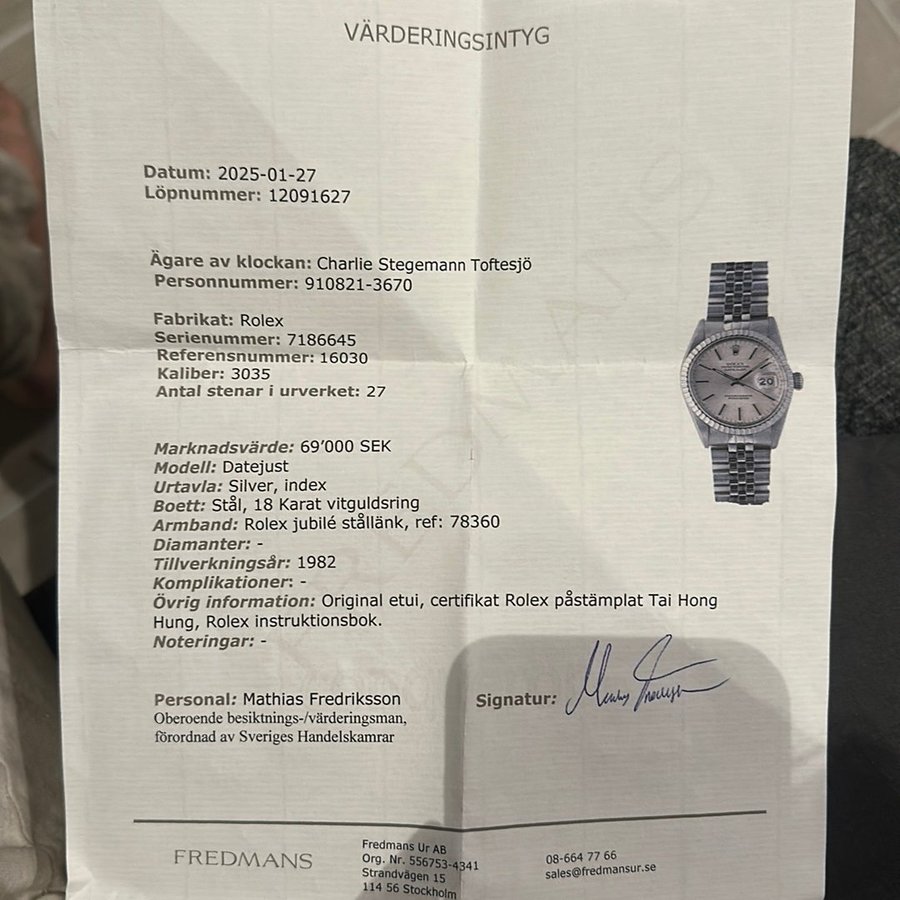 VÄRDERINGSINTYG
Datum: 2025-01-27
Löpnummer: 12091627
Ägare av klockan: Charlie Stegemann Toftesjö
Personnummer: 910821-3670
Fabrikat: Rolex
Serienummer: 7186645
Referensnummer: 16030
Kaliber: 3035
Antal stenar i urverket: 27
Marknadsvärde: 69'000 SEK
Modell: Datejust
Urtavla: Silver, index
Boett: Stål, 18 Karat vitguldsring
Armband: Rolex jubilé stållänk, ref: 78360
Diamanter: -
Tillverkningsår: 1982
Komplikationer: -
Övrig information: Original etui, certifikat Rolex påstämplat Tai Hong
Hung, Rolex instruktionsbok.
Noteringar: -
Personal: Mathias Fredriksson
Oberoende besiktnings-/värderingsman,
förordnad av Sveriges Handelskamrar
Signatur:
FREDMANS
Fredmans Ur AB
Org. Nr. 556753-4341
Strandvägen 15
114 56 Stockholm
08-664 77 66
sales@fredmansur.se
20